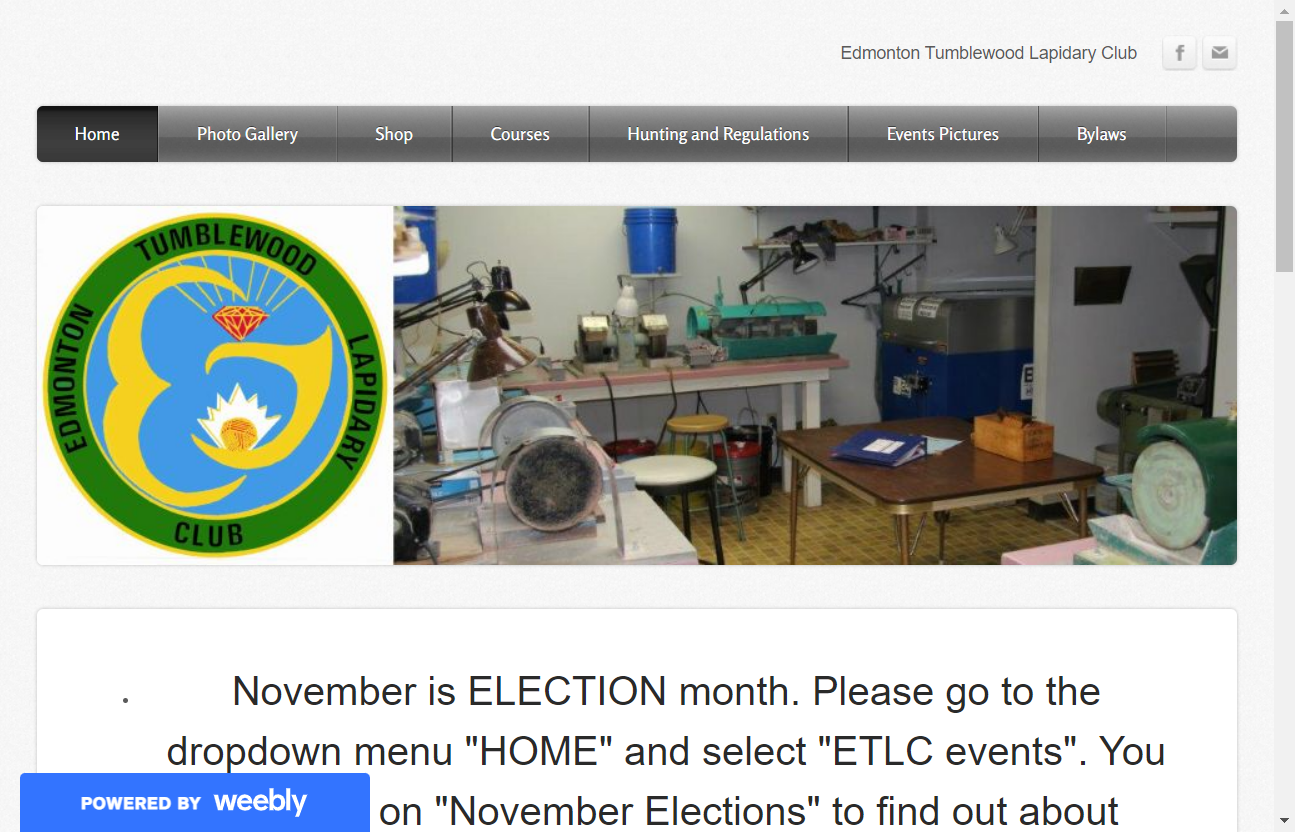 Edmonton Tumblewood Lapidary Club
f
Home
Photo Gallery
Shop
Courses
Hunting and Regulations
Events Pictures
Bylaws
EDMONTON TUMBLEWOOD LAPIDARY
CLUB
November is ELECTION month. Please go to the
dropdown menu "HOME" and select "ETLC events". You
on "November Elections" to find out about
POWERED BY weebly